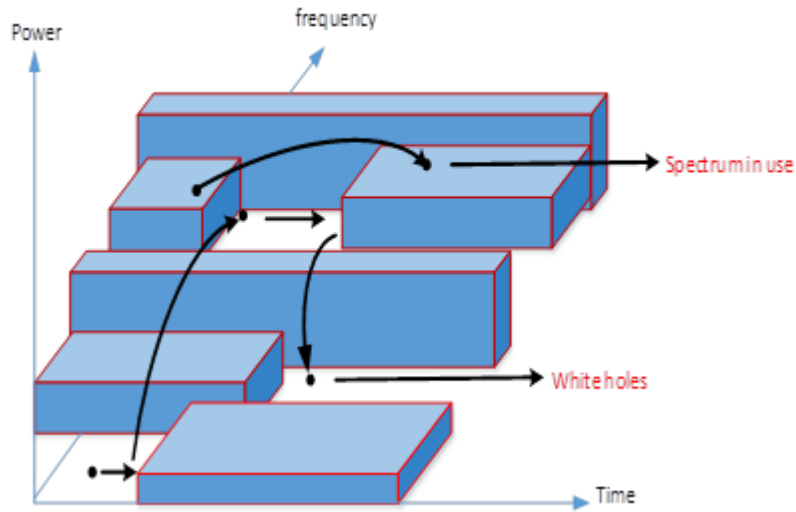 frequency
Power
Spectrum in use
White holes
Time